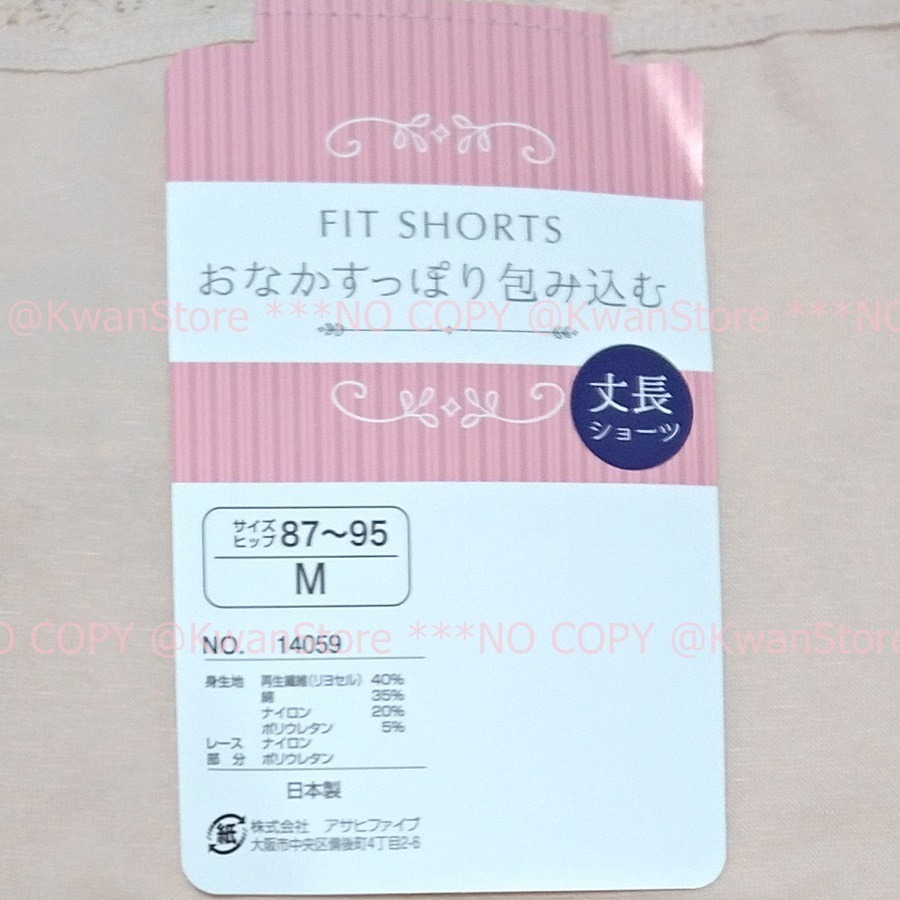 FIT SHORTS
おなかすっぽり包み込む
@KwanStore ***NO COPY @KwanStore ***NO
丈長
ショーツ
サイズ
ヒップ 87～95
M
O COPY @KwanStore ***NO COPY @KwanStore
NO. 14059
身生地 再生繊維(リヨセル) 40%
綿 35%
ナイロン 20%
ポリウレタン 5%
レース ナイロン
部分 ポリウレタン
日本製
紙
株式会社 アサヒファイブ
大阪市中央区備後町4丁目2-6